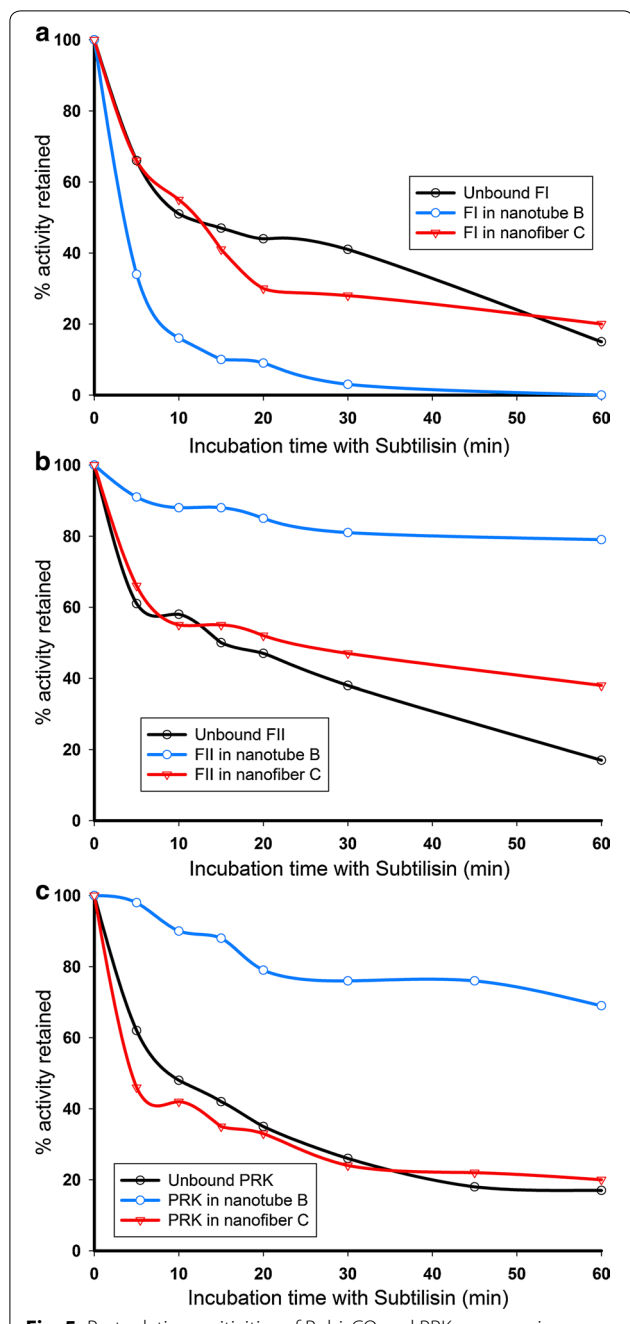 a
100
80
60
40
20
0
% activity retained
Unbound FI
FI in nanotube B
FI in nanofiber C
0 10 20 30 40 50 60
Incubation time with Subtilisin (min)
b
100
80
60
40
20
0
% activity retained
Unbound FII
FII in nanotube B
FII in nanofiber C
0 10 20 30 40 50 60
Incubation time with Subtilisin (min)
c
100
80
60
40
20
0
% activity retained
Unbound PRK
PRK in nanotube B
PRK in nanofiber C
0 10 20 30 40 50 60
Incubation time with Subtilisin (min)